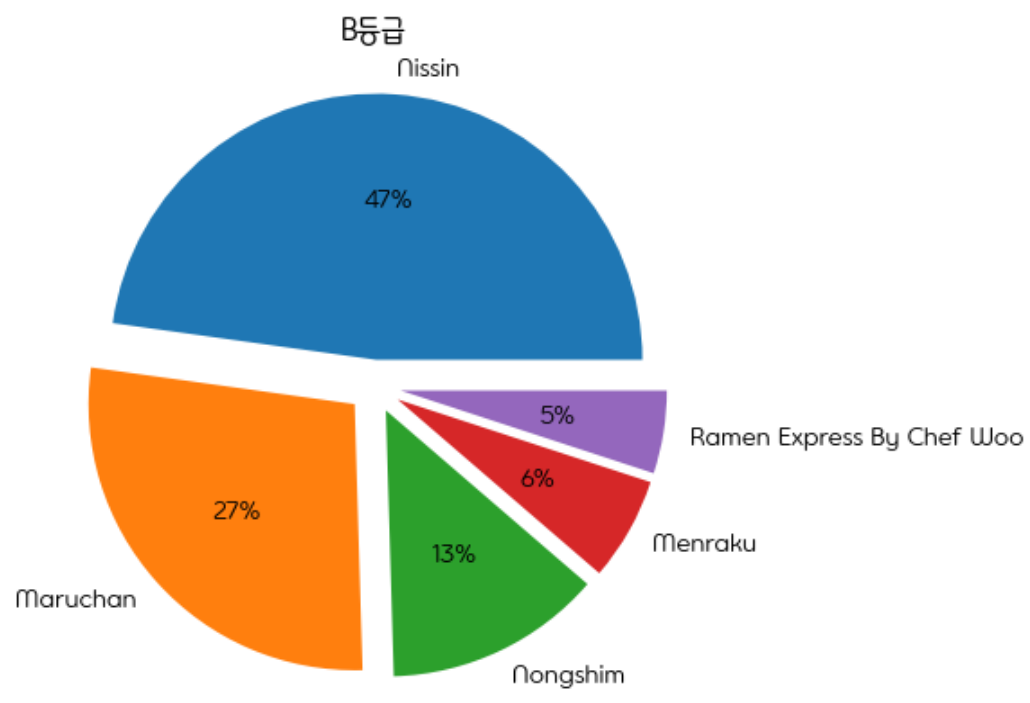 B등급
Nissin
47%
5%
Ramen Express By Chef Woo
6%
27%
Menraku
13%
Maruchan
Nongshim